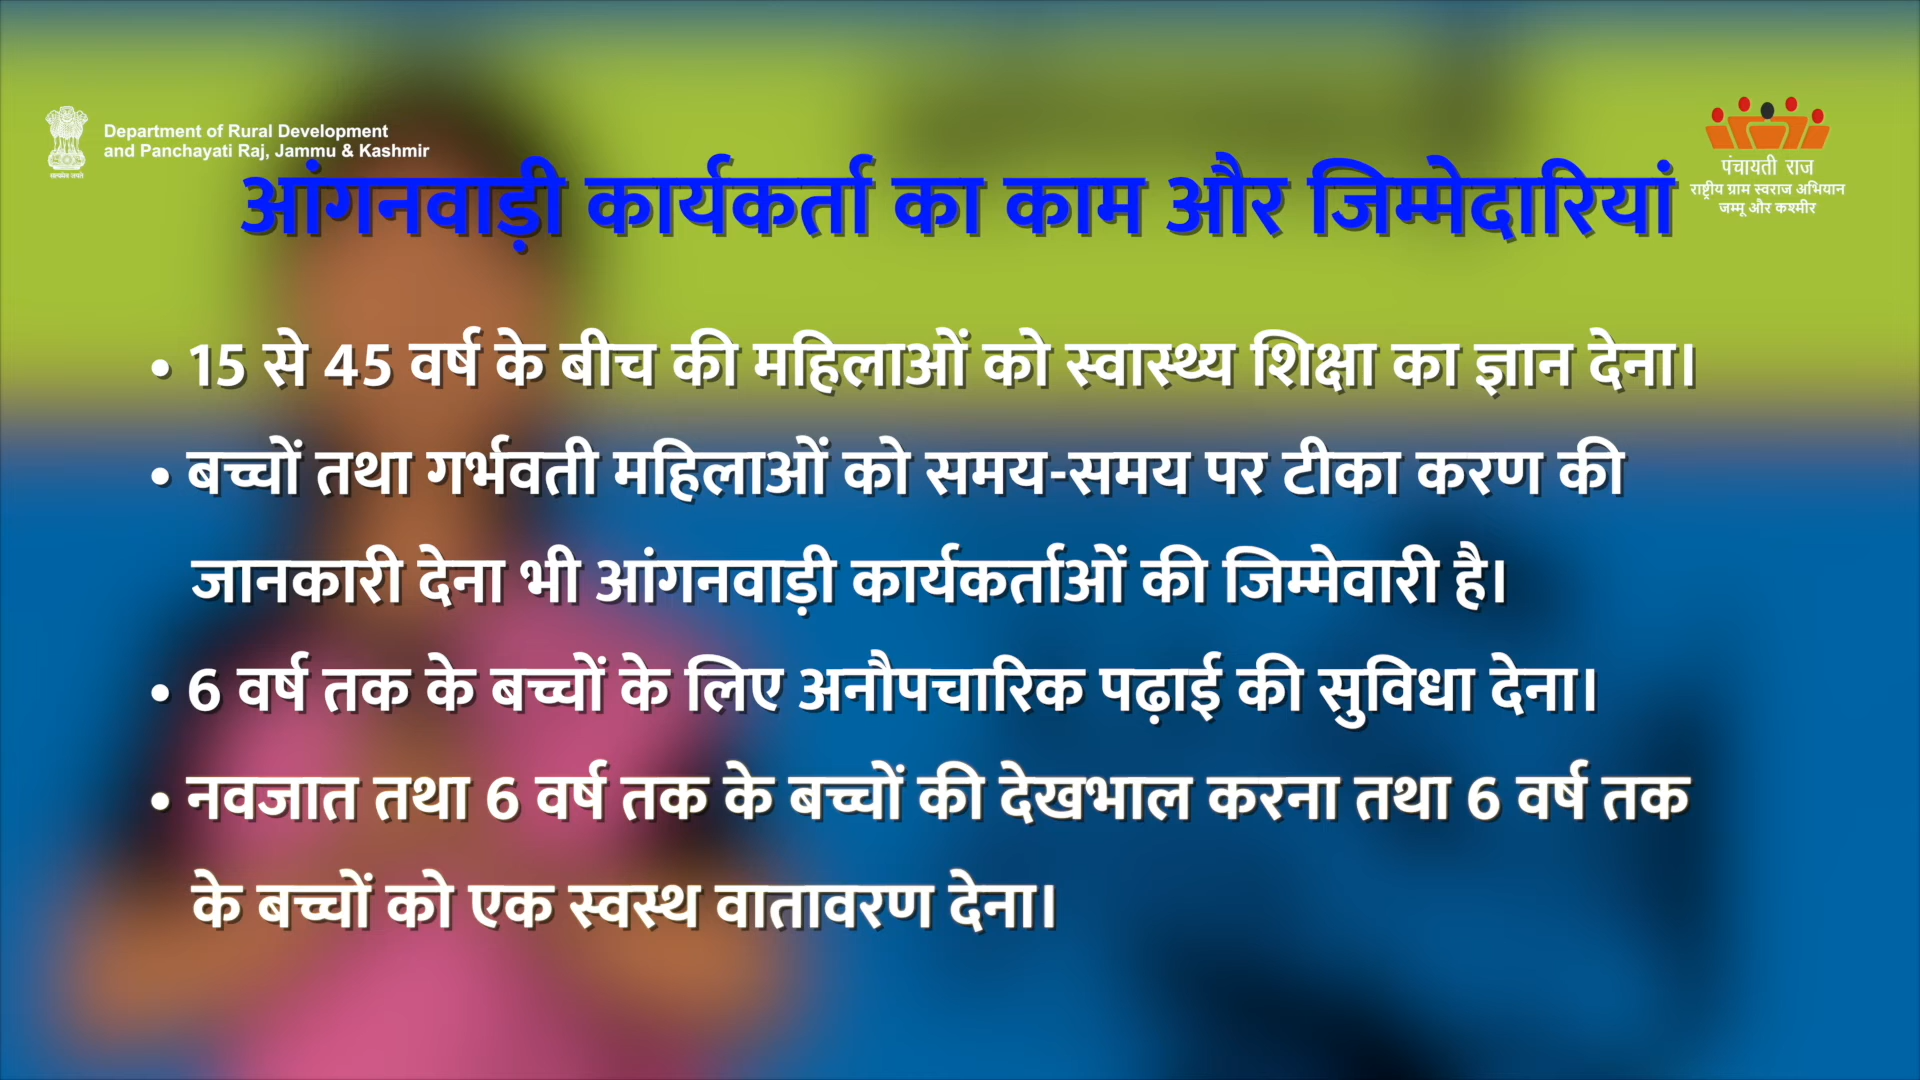 Department of Rural Development
and Panchayati Raj, Jammu & Kashmir
सत्यमेव जयते
पंचायती राज
राष्ट्रीय ग्राम स्वराज अभियान
जम्मू और कश्मीर
आंगनवाड़ी कार्यकर्ता का काम और जिम्मेदारियां
• 15 से 45 वर्ष के बीच की महिलाओं को स्वास्थ्य शिक्षा का ज्ञान देना।
• बच्चों तथा गर्भवती महिलाओं को समय-समय पर टीका करण की
जानकारी देना भी आंगनवाड़ी कार्यकर्ताओं की जिम्मेवारी है।
• 6 वर्ष तक के बच्चों के लिए अनौपचारिक पढ़ाई की सुविधा देना।
• नवजात तथा 6 वर्ष तक के बच्चों की देखभाल करना तथा 6 वर्ष तक
के बच्चों को एक स्वस्थ वातावरण देना।